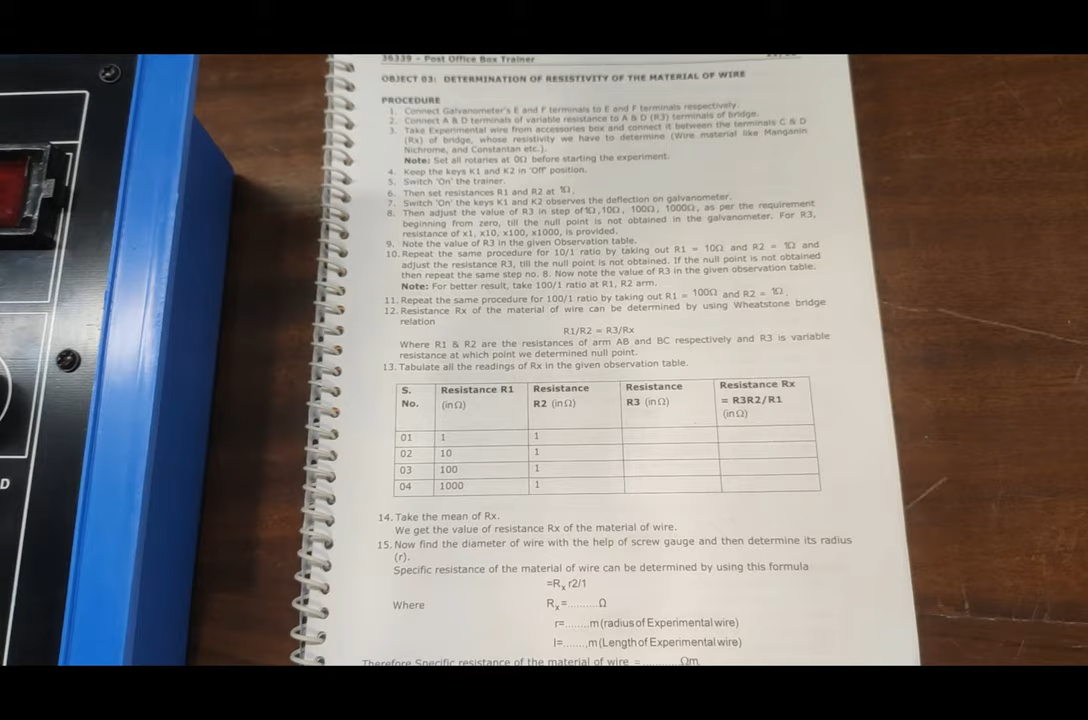 36339 - Post Office Box Trainer
OBJECT 03: DETERMINATION OF RESISTIVITY OF THE MATERIAL OF WIRE
PROCEDURE
1. Connect Galvanometer's E and F terminals to E and F terminals respectively.
2. Connect A & D terminals of variable resistance to A & D (R3) terminals of bridge.
3. Take Experimental wire from accessories box and connect it between the terminals C & D
(Rx) of bridge, whose resistivity we have to determine (Wire material like Manganin
Nichrome, and Constantan etc.).
Note: Set all rotaries at 0Ω before starting the experiment.
4. Keep the keys K1 and K2 in 'Off' position.
5. Switch 'On' the trainer.
6. Then set resistances R1 and R2 at 1Ω.
7. Switch 'On' the keys K1 and K2 observes the deflection on galvanometer.
8. Then adjust the value of R3 in step of 1Ω, 10Ω, 100Ω, 1000Ω, as per the requirement
beginning from zero, till the null point is not obtained in the galvanometer. For R3,
resistance of x1, x10, x100, x1000, is provided.
9. Note the value of R3 in the given Observation table.
10. Repeat the same procedure for 10/1 ratio by taking out R1 = 10Ω and R2 = 1Ω and
adjust the resistance R3, till the null point is not obtained. If the null point is not obtained
then repeat the same step no. 8. Now note the value of R3 in the given observation table.
Note: For better result, take 100/1 ratio at R1, R2 arm.
11. Repeat the same procedure for 100/1 ratio by taking out R1 = 100Ω and R2 = 1Ω.
12. Resistance Rx of the material of wire can be determined by using Wheatstone bridge
relation
R1/R2 = R3/Rx
Where R1 & R2 are the resistances of arm AB and BC respectively and R3 is variable
resistance at which point we determined null point.
13. Tabulate all the readings of Rx in the given observation table.
S. No. Resistance R1 (in Ω) Resistance R2 (in Ω) Resistance R3 (in Ω) Resistance Rx = R3R2/R1 (in Ω)
01 1 1
02 10 1
03 100 1
04 1000 1
14. Take the mean of Rx.
We get the value of resistance Rx of the material of wire.
15. Now find the diameter of wire with the help of screw gauge and then determine its radius
(r).
Specific resistance of the material of wire can be determined by using this formula
=Rx r2/1
Where Rx=.........Ω
r=.......m (radius of Experimental wire)
l=......,m (Length of Experimental wire)
Therefore Specific resistance of the material of wire =...........Ωm
D